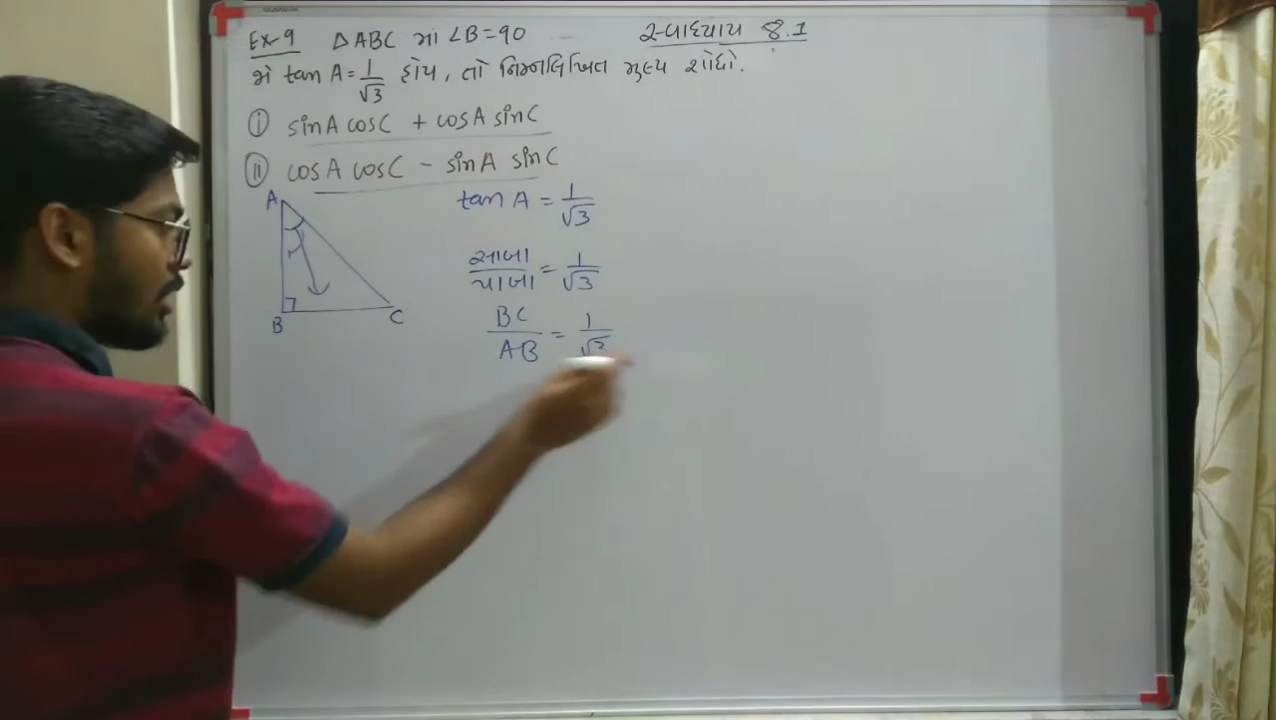 Ex-9 △ABC માં ∠B=90 સ્વાધ્યાય 8.1
જો tan A = 1/√3 હોય, તો નિમ્નલિખિત મુલ્ય શોધો.
(i) sinA cosC + cosA sinC
(ii) cosA cosC - sinA sinC
A
tan A = 1/√3
સાબા/પાબા = 1/√3
BC/AB = 1/√3
B C